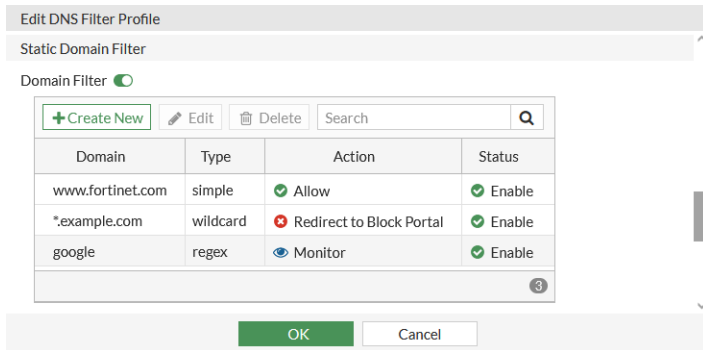 Edit DNS Filter Profile
Static Domain Filter
Domain Filter
+Create New Edit Delete Search
Domain Type Action Status
www.fortinet.com simple Allow Enable
*.example.com wildcard Redirect to Block Portal Enable
google regex Monitor Enable
3
OK Cancel